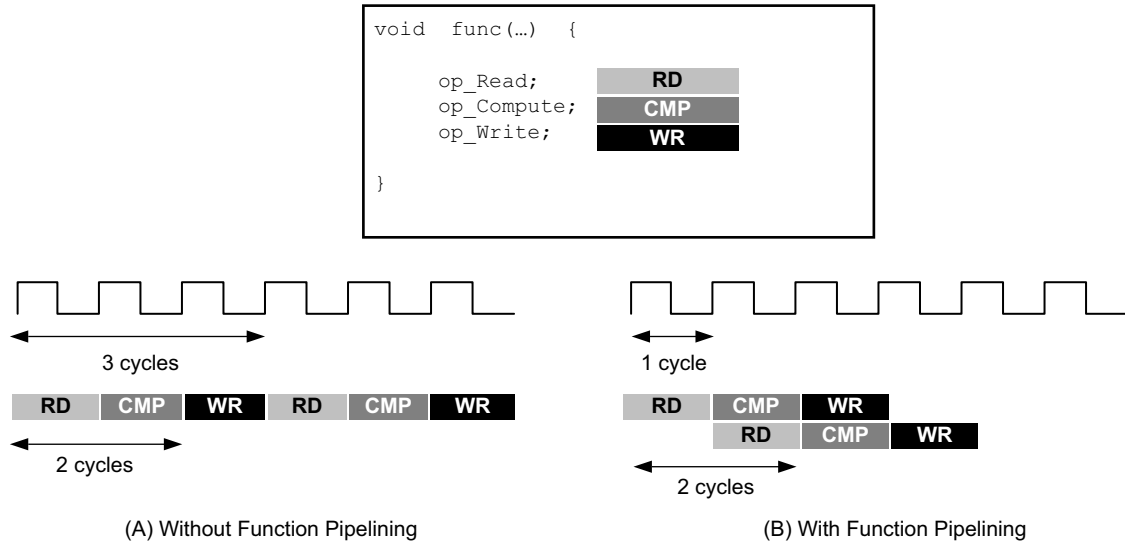 void func(…) {
op_Read; RD
op_Compute; CMP
op_Write; WR
}
3 cycles
1 cycle
RD CMP WR RD CMP WR
RD CMP WR
RD CMP WR
2 cycles
2 cycles
(A) Without Function Pipelining
(B) With Function Pipelining